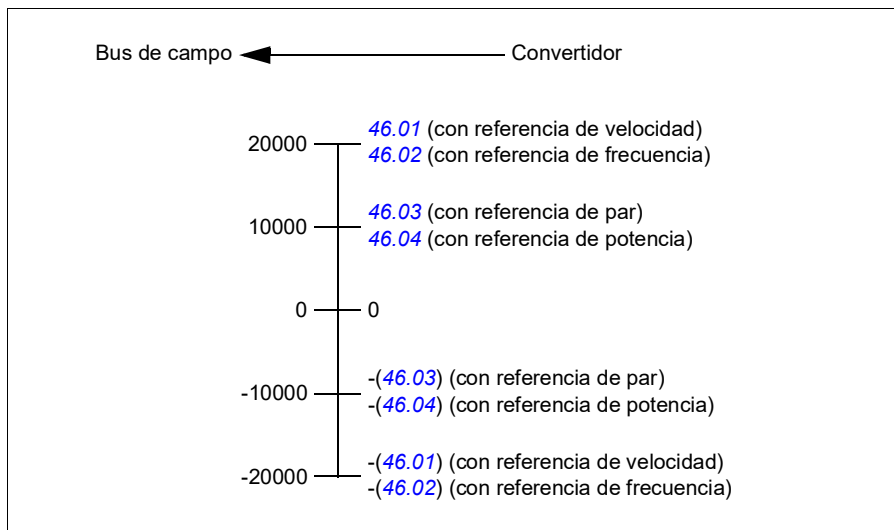 Bus de campo Convertidor
46.01 (con referencia de velocidad)
20000
46.02 (con referencia de frecuencia)
46.03 (con referencia de par)
10000
46.04 (con referencia de potencia)
0 0
-(46.03) (con referencia de par)
-10000
-(46.04) (con referencia de potencia)
-(46.01) (con referencia de velocidad)
-20000
-(46.02) (con referencia de frecuencia)